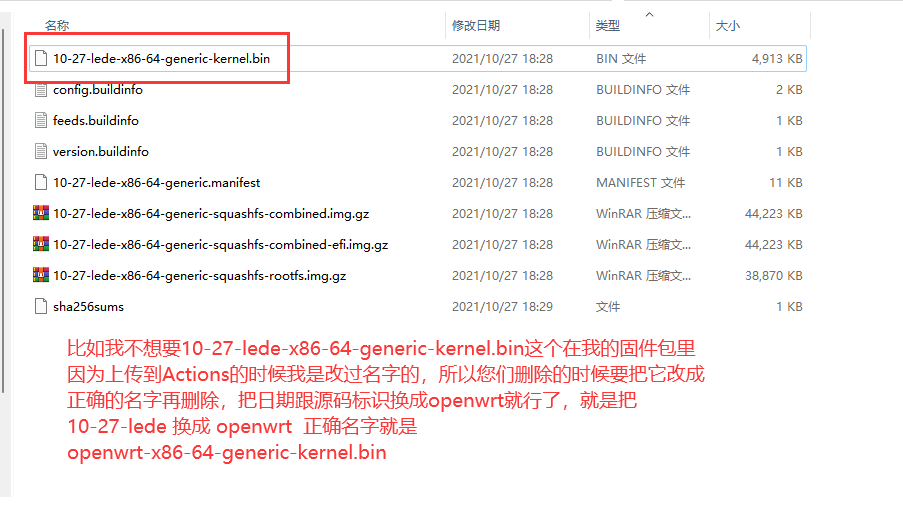 名称 修改日期 类型 大小
10-27-lede-x86-64-generic-kernel.bin 2021/10/27 18:28 BIN 文件 4,913 KB
config.buildinfo 2021/10/27 18:28 BUILDINFO 文件 2 KB
feeds.buildinfo 2021/10/27 18:28 BUILDINFO 文件 1 KB
version.buildinfo 2021/10/27 18:28 BUILDINFO 文件 1 KB
10-27-lede-x86-64-generic.manifest 2021/10/27 18:28 MANIFEST 文件 11 KB
10-27-lede-x86-64-generic-squashfs-combined.img.gz 2021/10/27 18:28 WinRAR 压缩文... 44,223 KB
10-27-lede-x86-64-generic-squashfs-combined-efi.img.gz 2021/10/27 18:28 WinRAR 压缩文... 44,223 KB
10-27-lede-x86-64-generic-squashfs-rootfs.img.gz 2021/10/27 18:28 WinRAR 压缩文... 38,870 KB
sha256sums 2021/10/27 18:29 文件 1 KB
比如我不想要10-27-lede-x86-64-generic-kernel.bin这个在我的固件包里
因为上传到Actions的时候我是改过名字的，所以您们删除的时候要把它改成
正确的名字再删除，把日期跟源码标识换成openwrt就行了，就是把
10-27-lede 换成 openwrt 正确名字就是
openwrt-x86-64-generic-kernel.bin